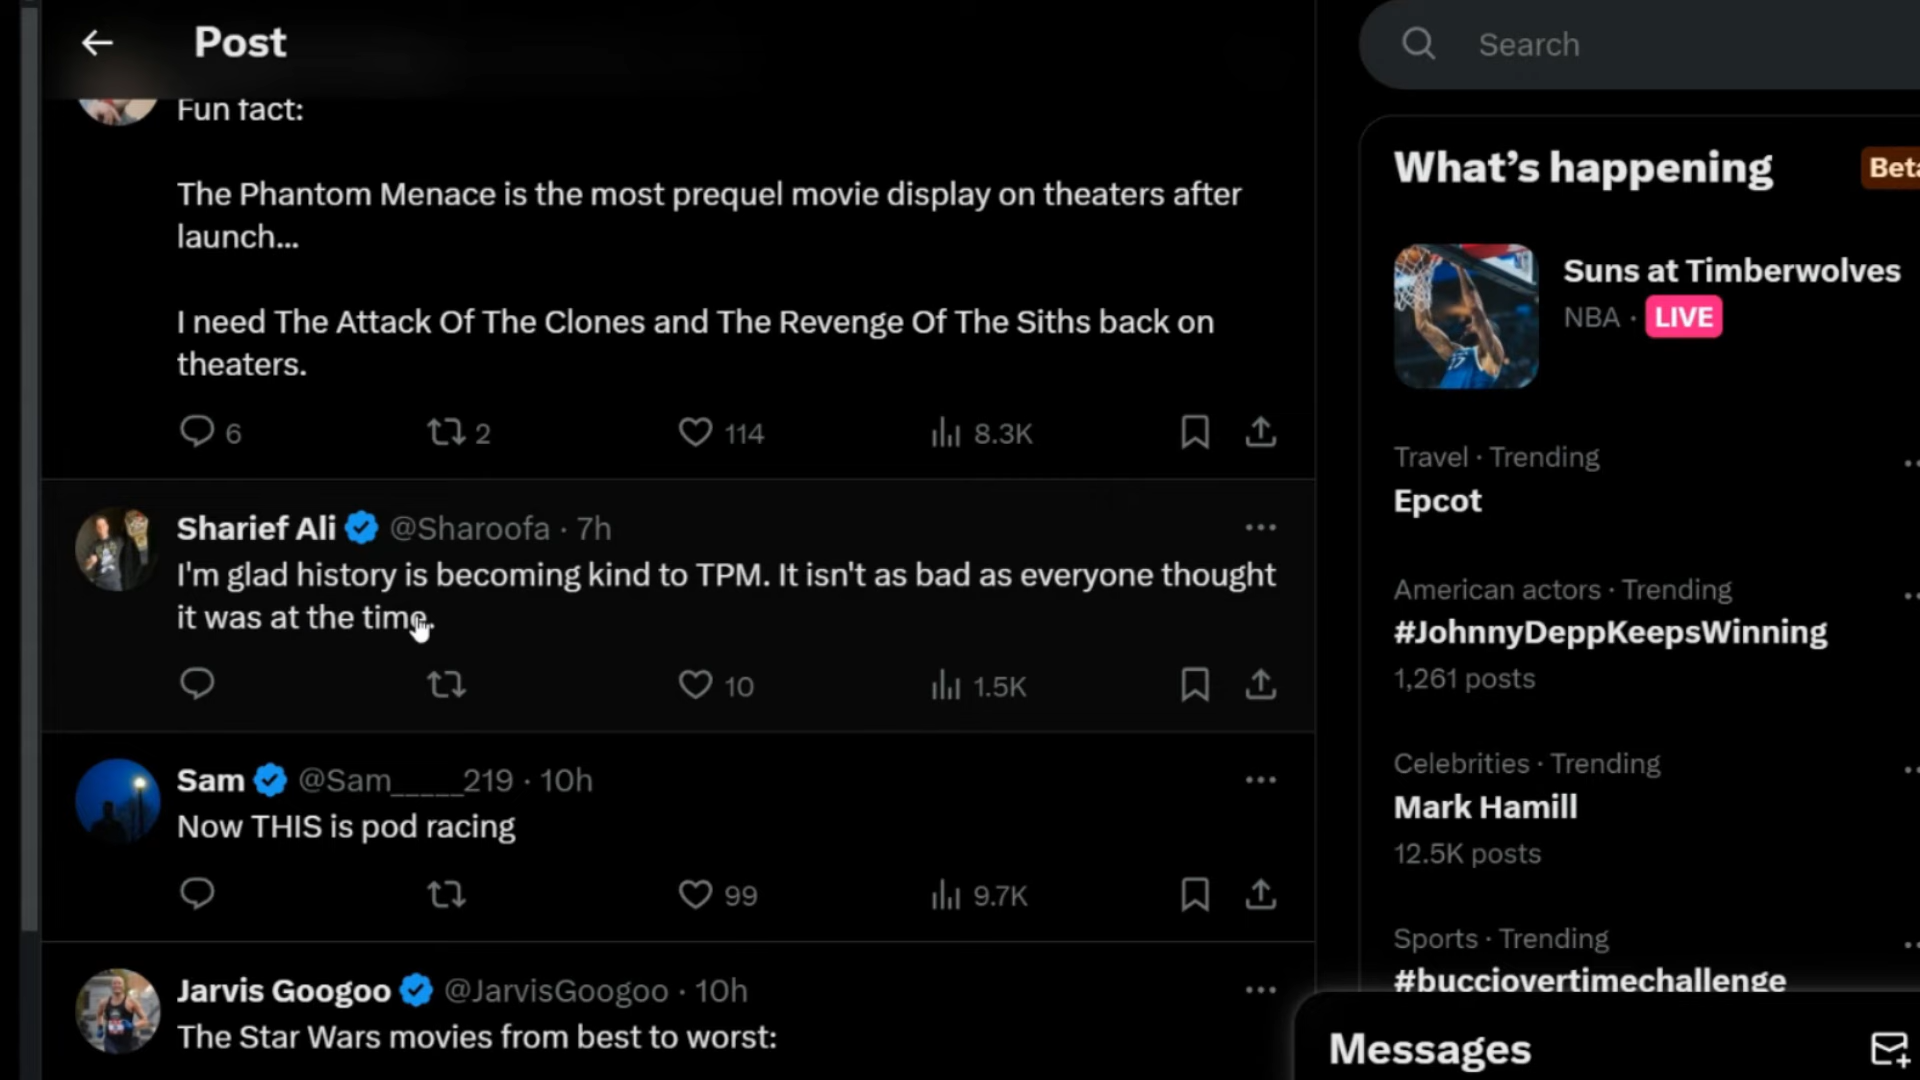 Post
Fun fact:
The Phantom Menace is the most prequel movie display on theaters after
launch...
I need The Attack Of The Clones and The Revenge Of The Siths back on
theaters.
6 2 114 8.3K
Sharief Ali @Sharoofa · 7h
I'm glad history is becoming kind to TPM. It isn't as bad as everyone thought
it was at the time.
10 1.5K
Sam @Sam_____219 · 10h
Now THIS is pod racing
99 9.7K
Jarvis Googoo @JarvisGoogoo · 10h
The Star Wars movies from best to worst:
Search
What's happening
Beta
Suns at Timberwolves
NBA · LIVE
Travel · Trending
Epcot
American actors · Trending
#JohnnyDeppKeepsWinning
1,261 posts
Celebrities · Trending
Mark Hamill
12.5K posts
Sports · Trending
#bucciovertimechallenge
Messages